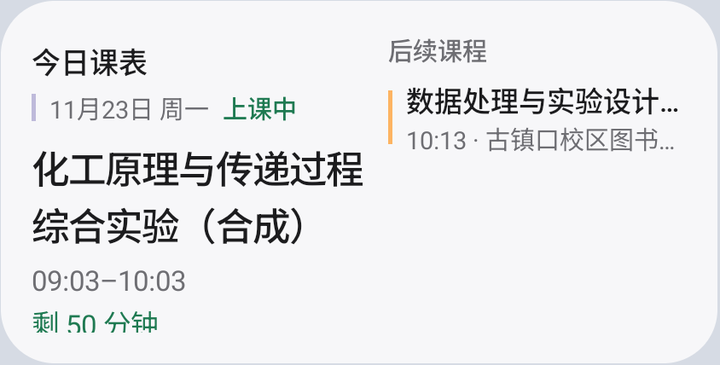 今日课表
11月23日 周一 上课中
化工原理与传递过程
综合实验（合成）
09:03–10:03
剩 50 分钟
后续课程
数据处理与实验设计…
10:13 · 古镇口校区图书…